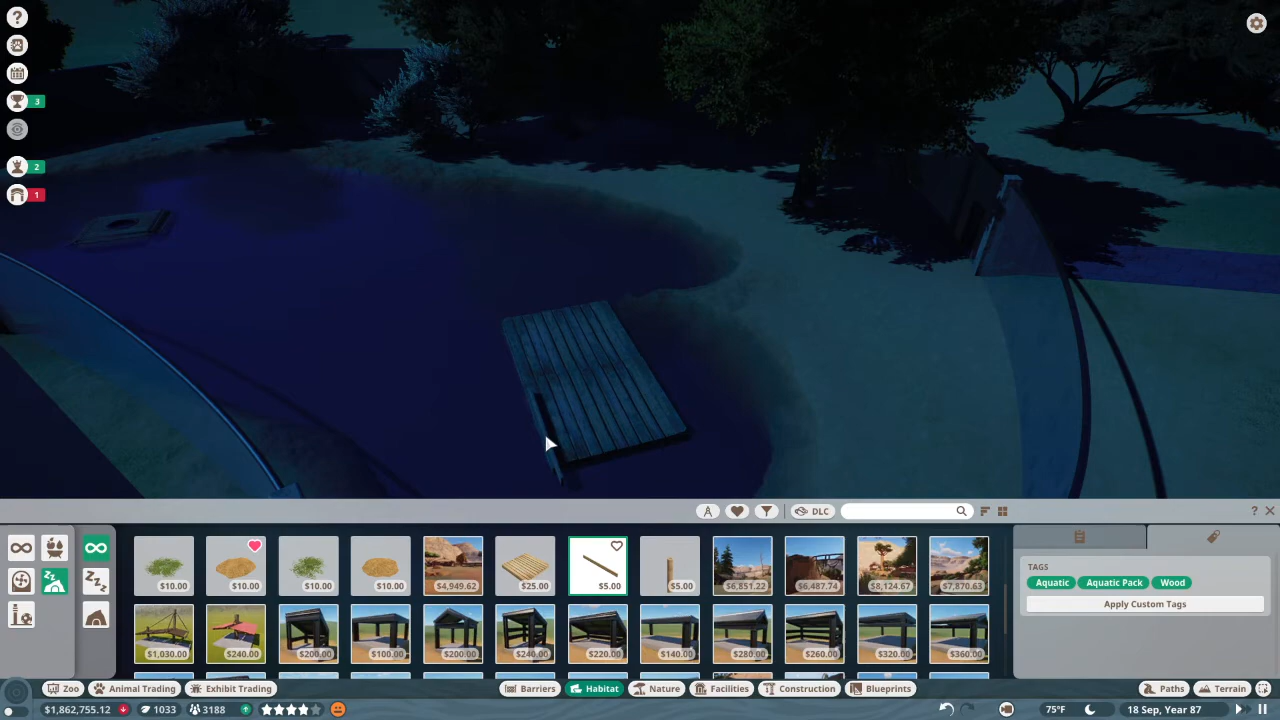 ?
3
2
1
DLC
?
$10.00
$10.00
$10.00
$10.00
$4,949.62
$25.00
$5.00
$5.00
$6,851.22
$6,487.74
$8,124.67
$7,870.63
$1,030.00
$240.00
$200.00
$100.00
$200.00
$240.00
$220.00
$140.00
$280.00
$260.00
$320.00
$360.00
TAGS
Aquatic
Aquatic Pack
Wood
Apply Custom Tags
Zoo
Animal Trading
Exhibit Trading
Barriers
Habitat
Nature
Facilities
Construction
Blueprints
Paths
Terrain
$1,862,755.12
1033
3188
75°F
18 Sep, Year 87